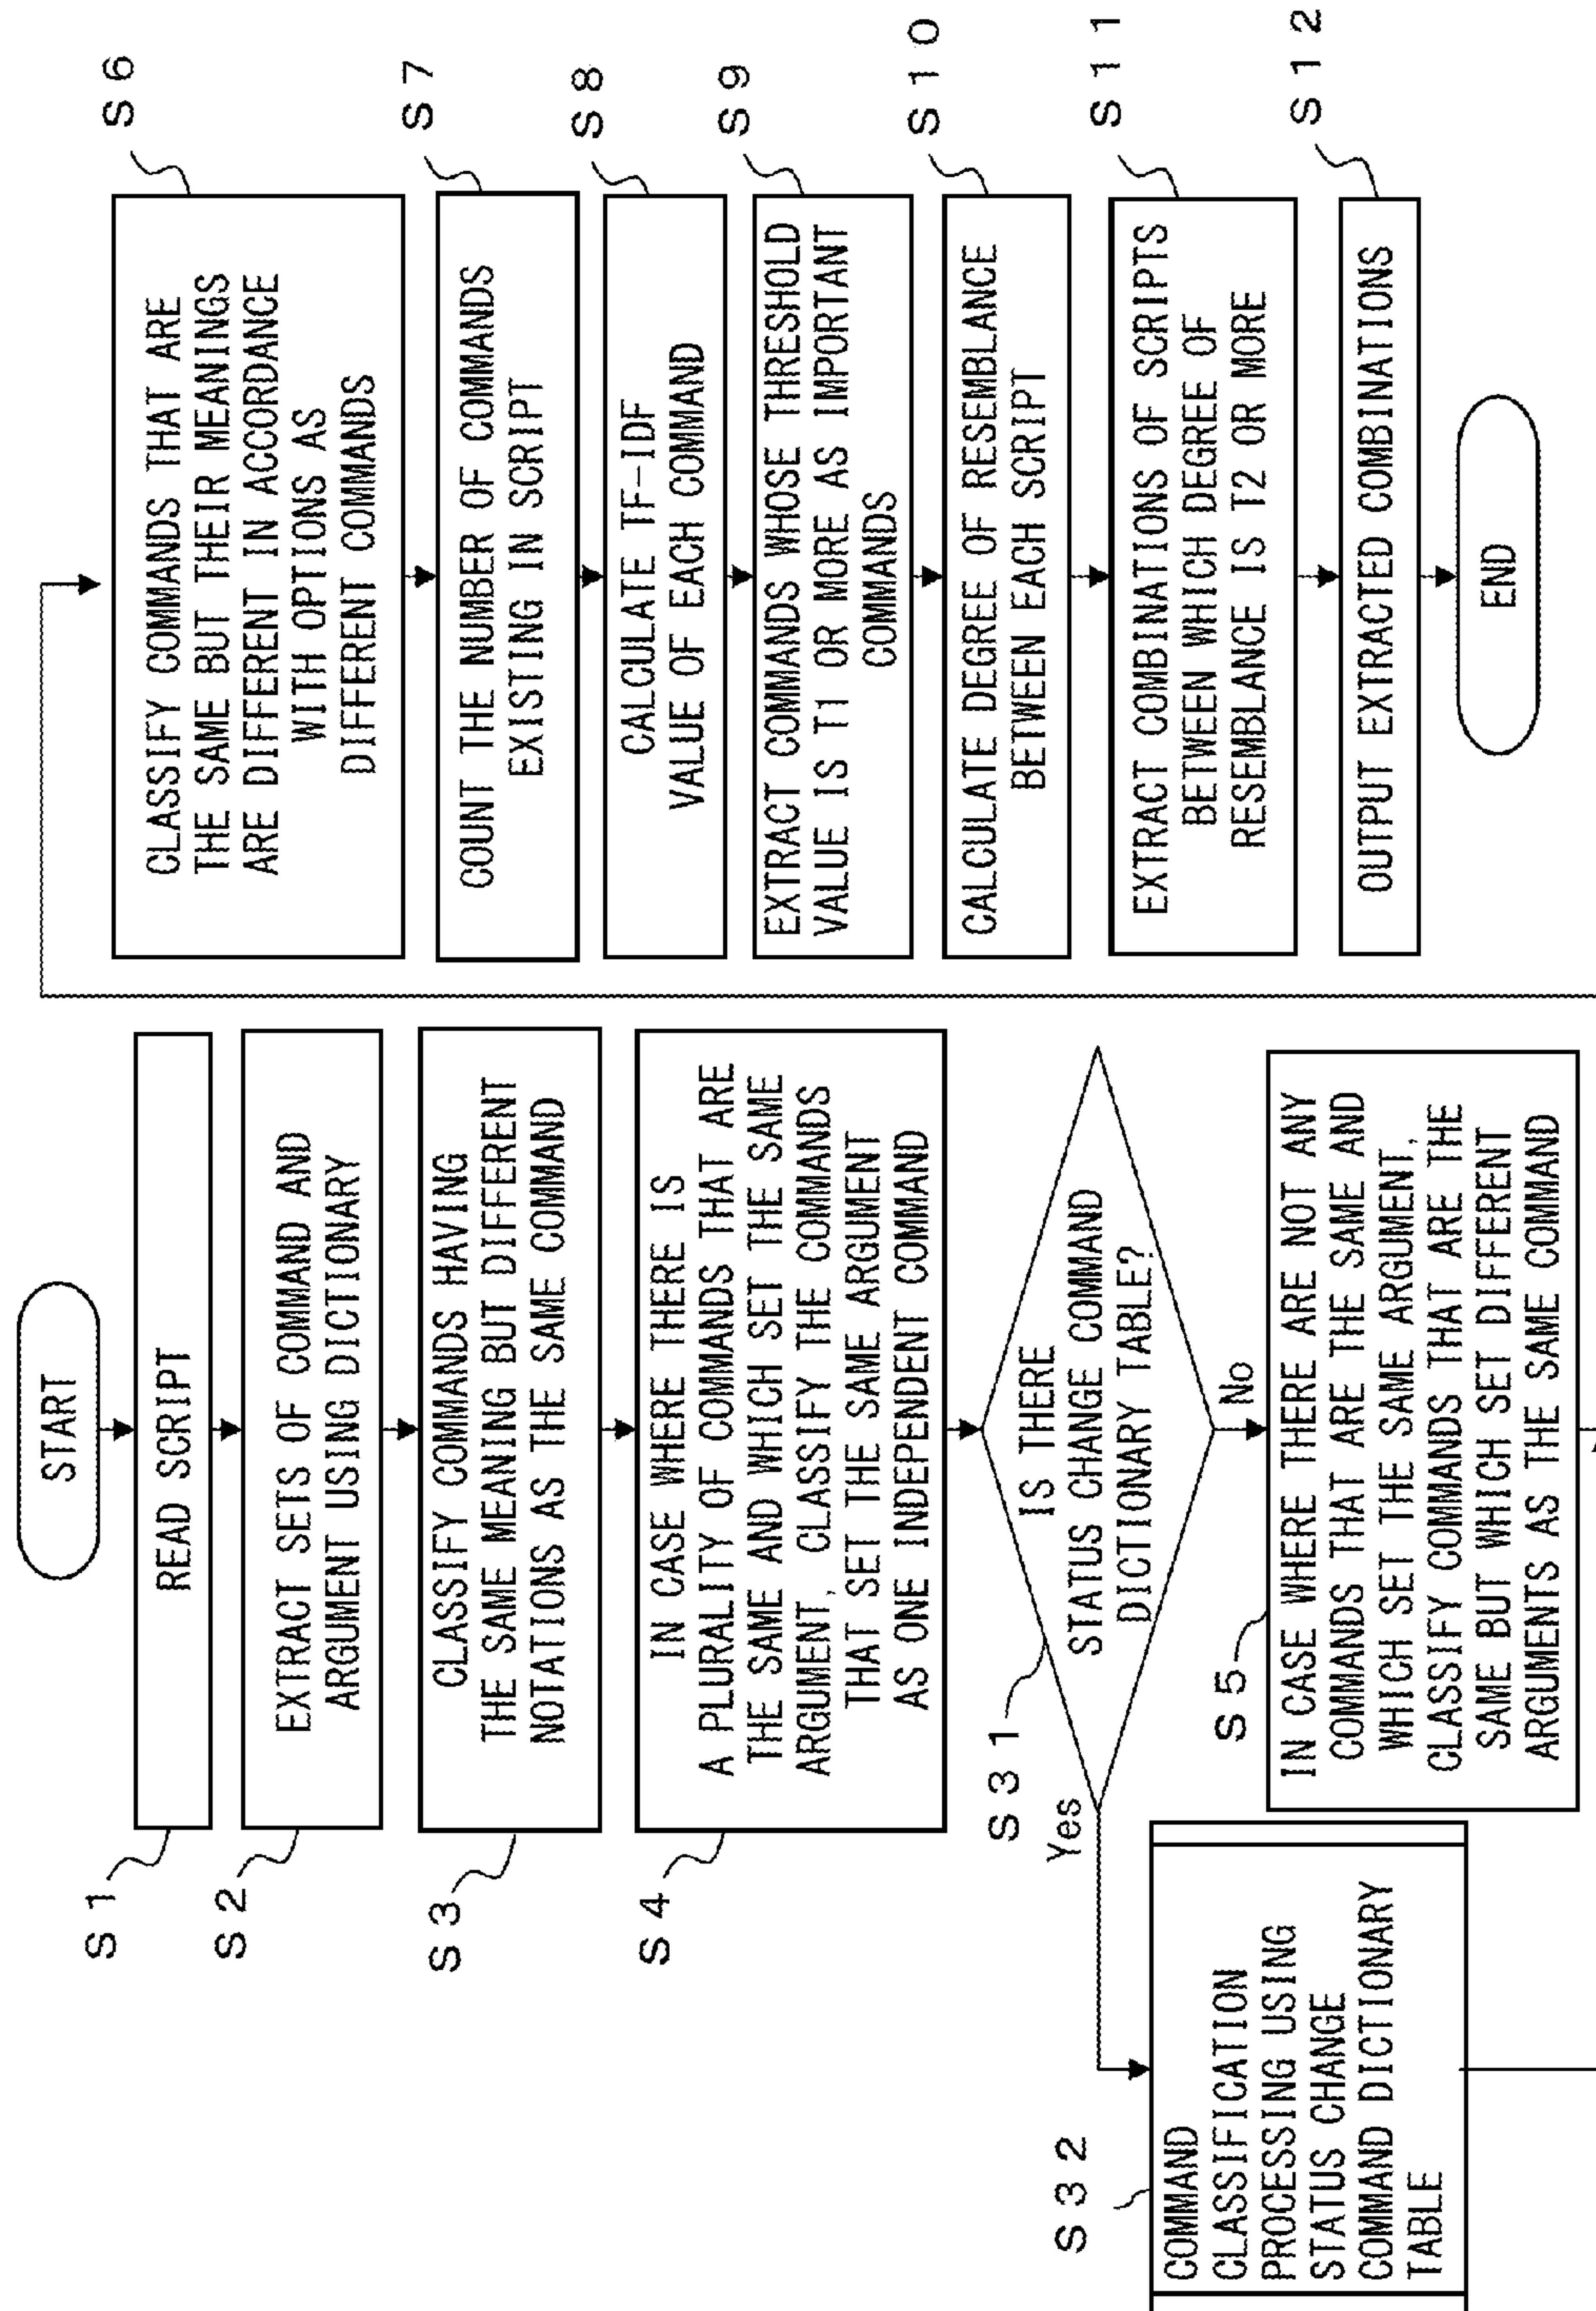 START
S1
READ SCRIPT
S2
EXTRACT SETS OF COMMAND AND
ARGUMENT USING DICTIONARY
S3
CLASSIFY COMMANDS HAVING
THE SAME MEANING BUT DIFFERENT
NOTATIONS AS THE SAME COMMAND
S4
IN CASE WHERE THERE IS
A PLURALITY OF COMMANDS THAT ARE
THE SAME AND WHICH SET THE SAME
ARGUMENT, CLASSIFY THE COMMANDS
THAT SET THE SAME ARGUMENT
AS ONE INDEPENDENT COMMAND
S31
IS THERE
STATUS CHANGE COMMAND
DICTIONARY TABLE?
Yes
No
S32
COMMAND
CLASSIFICATION
PROCESSING USING
STATUS CHANGE
COMMAND DICTIONARY
TABLE
S5
IN CASE WHERE THERE ARE NOT ANY
COMMANDS THAT ARE THE SAME AND
WHICH SET THE SAME ARGUMENT,
CLASSIFY COMMANDS THAT ARE THE
SAME BUT WHICH SET DIFFERENT
ARGUMENTS AS THE SAME COMMAND
S6
CLASSIFY COMMANDS THAT ARE
THE SAME BUT THEIR MEANINGS
ARE DIFFERENT IN ACCORDANCE
WITH OPTIONS AS
DIFFERENT COMMANDS
S7
COUNT THE NUMBER OF COMMANDS
EXISTING IN SCRIPT
S8
CALCULATE TF-IDF
VALUE OF EACH COMMAND
S9
EXTRACT COMMANDS WHOSE THRESHOLD
VALUE IS T1 OR MORE AS IMPORTANT
COMMANDS
S10
CALCULATE DEGREE OF RESEMBLANCE
BETWEEN EACH SCRIPT
S11
EXTRACT COMBINATIONS OF SCRIPTS
BETWEEN WHICH DEGREE OF
RESEMBLANCE IS T2 OR MORE
S12
OUTPUT EXTRACTED COMBINATIONS
END